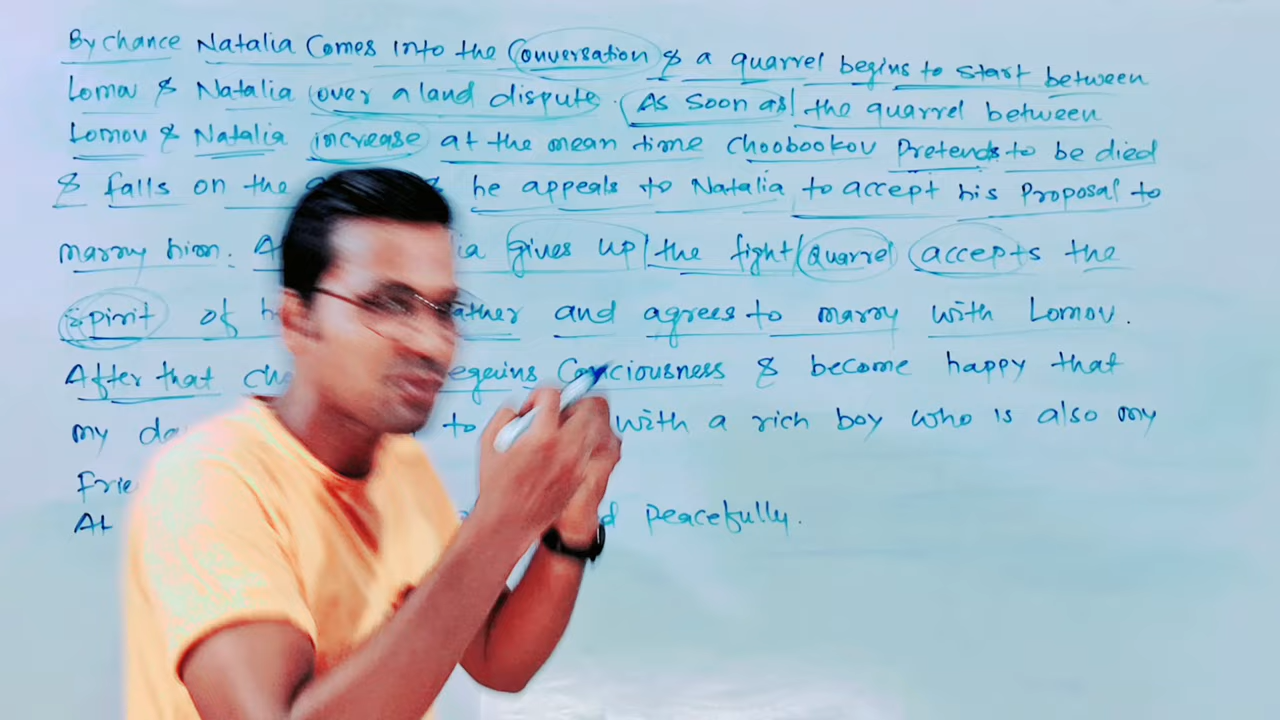 By chance Natalia comes into the conversation & a quarrel begins to start between
Lomov & Natalia over a land dispute. As soon as the quarrel between
Lomov & Natalia increase at the mean time Choobookov Pretends to be died
& falls on the & he appeals to Natalia to accept his Proposal to
marry him. gives up the fight/quarrel accepts the
spirit of and agrees to marry with Lomov.
After that Consciousness & become happy that
my to with a rich boy who is also my
At peacefully.